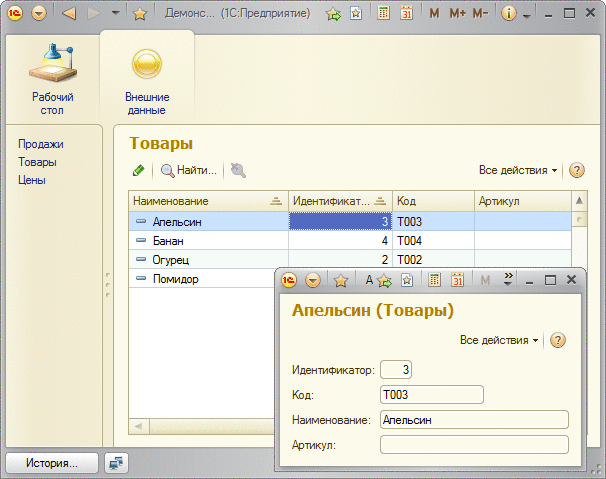 Демонс... (1С:Предприятие)
M M+ M-
Рабочий
стол
Внешние
данные
Продажи
Товары
Цены
Товары
Найти...
Все действия
Наименование Идентификат... Код Артикул
Апельсин 3 Т003
Банан 4 Т004
Огурец 2 Т002
Помидор
A M
Апельсин (Товары)
Все действия
Идентификатор: 3
Код: Т003
Наименование: Апельсин
Артикул:
История...